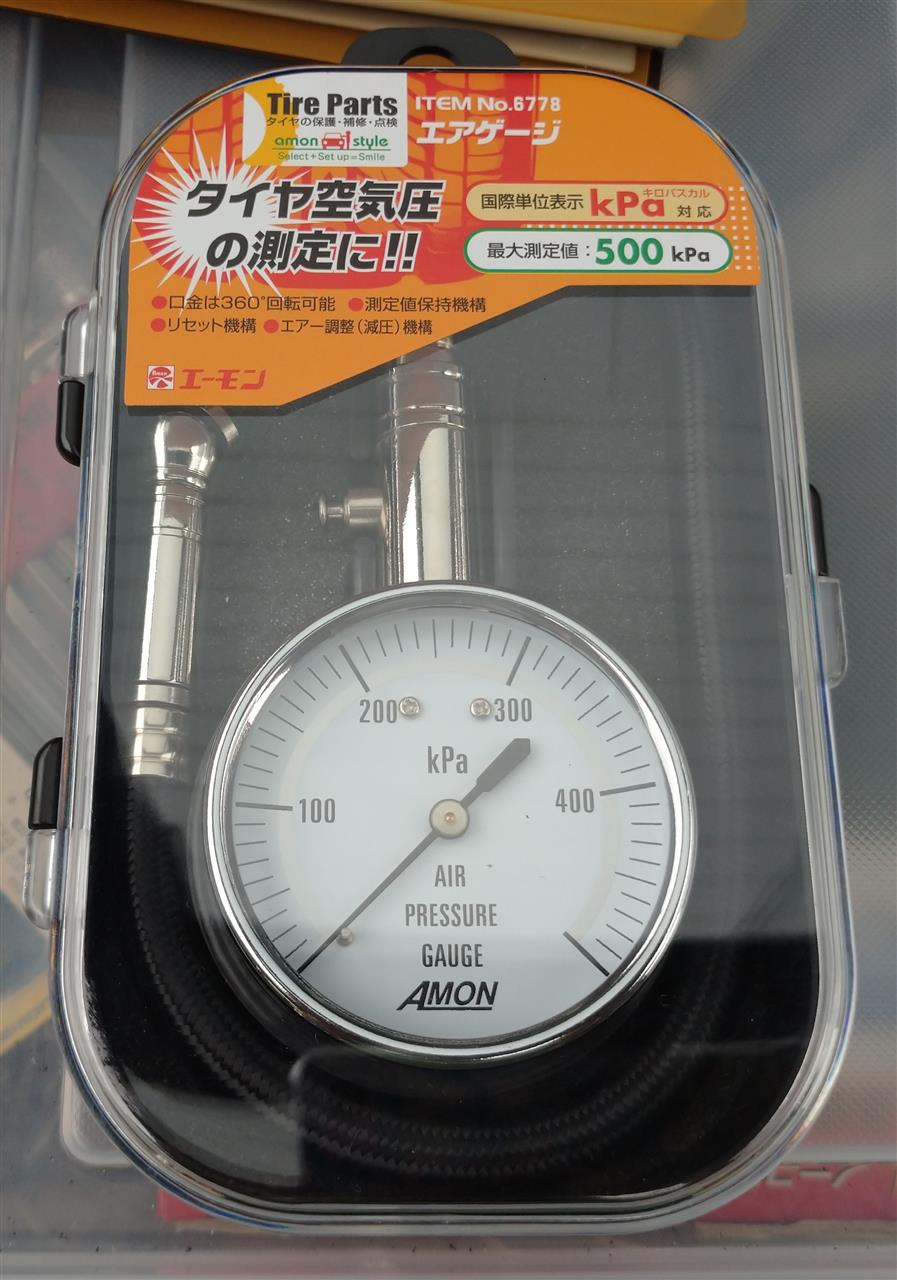 Tire Parts
タイヤの保護・補修・点検
amon style
Select+Set up=Smile
ITEM No.6778
エアゲージ
タイヤ空気圧
の測定に!!
キロパスカル
国際単位表示 kPa 対応
最大測定値：500 kPa
●口金は360°回転可能 ●測定値保持機構
●リセット機構 ●エアー調整（減圧）機構
amon エーモン
200 300
kPa
100 400
AIR
PRESSURE
GAUGE
AMON